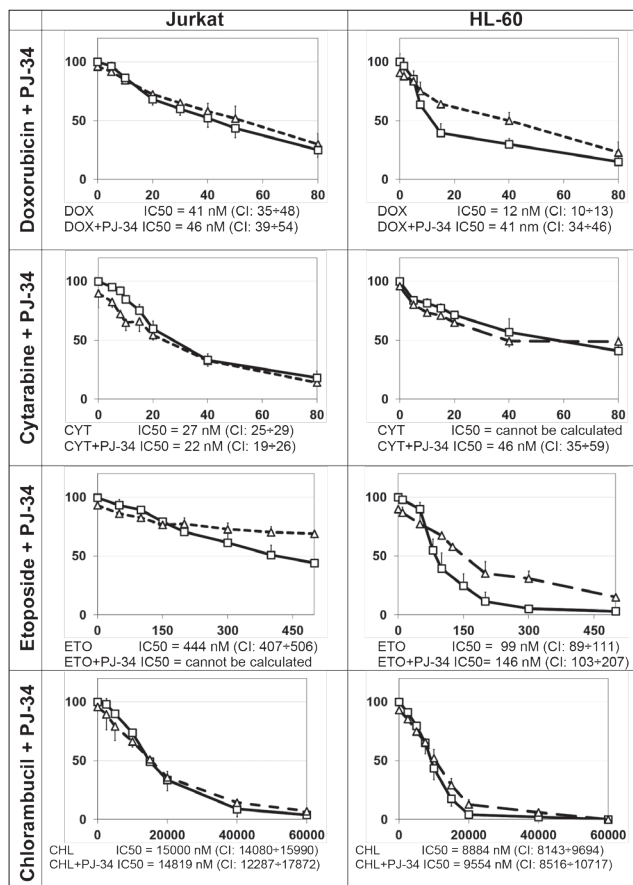 Jurkat
HL-60
Doxorubicin + PJ-34
100
50
0
0 20 40 60 80
DOX IC50 = 41 nM (CI: 35÷48)
DOX+PJ-34 IC50 = 46 nM (CI: 39÷54)
100
50
0
0 20 40 60 80
DOX IC50 = 12 nM (CI: 10÷13)
DOX+PJ-34 IC50 = 41 nm (CI: 34÷46)
Cytarabine + PJ-34
100
50
0
0 20 40 60 80
CYT IC50 = 27 nM (CI: 25÷29)
CYT+PJ-34 IC50 = 22 nM (CI: 19÷26)
100
50
0
0 20 40 60 80
CYT IC50 = cannot be calculated
CYT+PJ-34 IC50 = 46 nM (CI: 35÷59)
Etoposide + PJ-34
100
50
0
0 150 300 450
ETO IC50 = 444 nM (CI: 407÷506)
ETO+PJ-34 IC50 = cannot be calculated
100
50
0
0 150 300 450
ETO IC50 = 99 nM (CI: 89÷111)
ETO+PJ-34 IC50= 146 nM (CI: 103÷207)
Chlorambucil + PJ-34
100
50
0
0 20000 40000 60000
CHL IC50 = 15000 nM (CI: 14080÷15990)
CHL+PJ-34 IC50 = 14819 nM (CI: 12287÷17872)
100
50
0
0 20000 40000 60000
CHL IC50 = 8884 nM (CI: 8143÷9694)
CHL+PJ-34 IC50 = 9554 nM (CI: 8516÷10717)